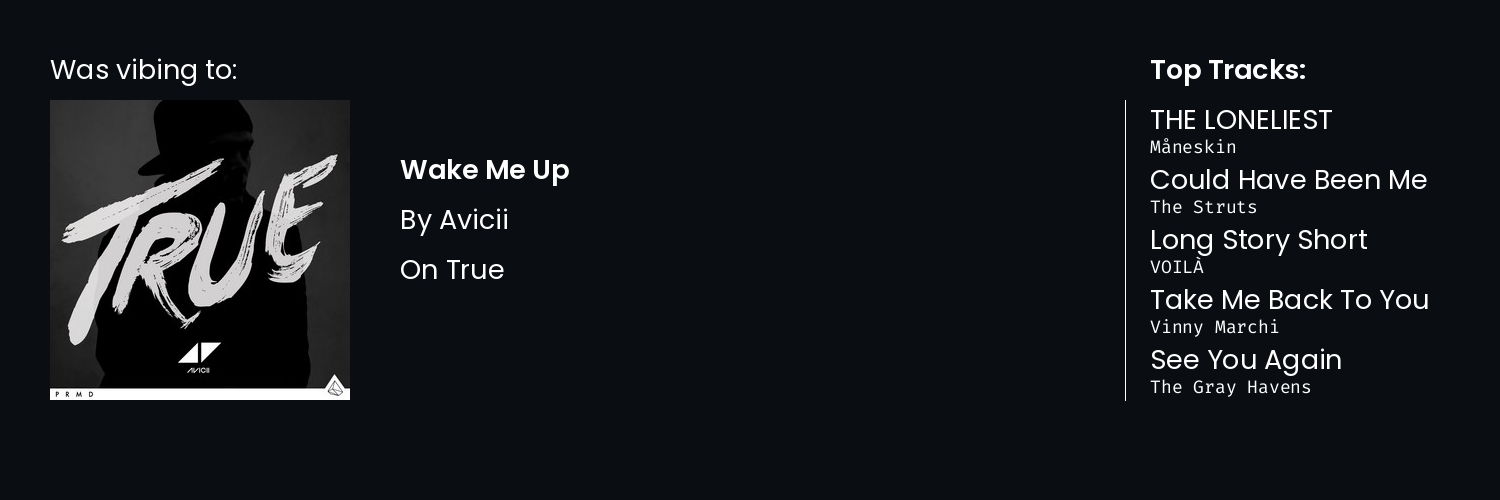 Was vibing to:
TRUE
AVICII
PRMD
Wake Me Up
By Avicii
On True
Top Tracks:
THE LONELIEST
Måneskin
Could Have Been Me
The Struts
Long Story Short
VOILÀ
Take Me Back To You
Vinny Marchi
See You Again
The Gray Havens